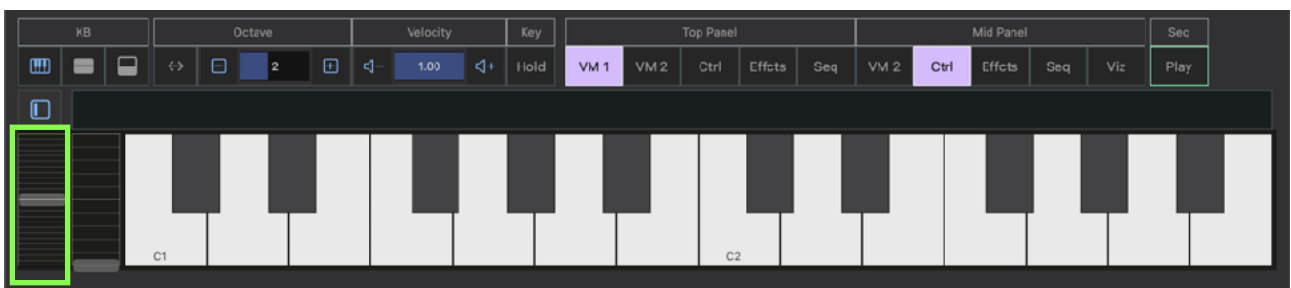 KB Octave Velocity Key Top Panel Mid Panel Sec
2 1.00 Hold VM 1 VM 2 Ctrl Effcts Seq VM 2 Ctrl Effcts Seq Viz Play
C1 C2